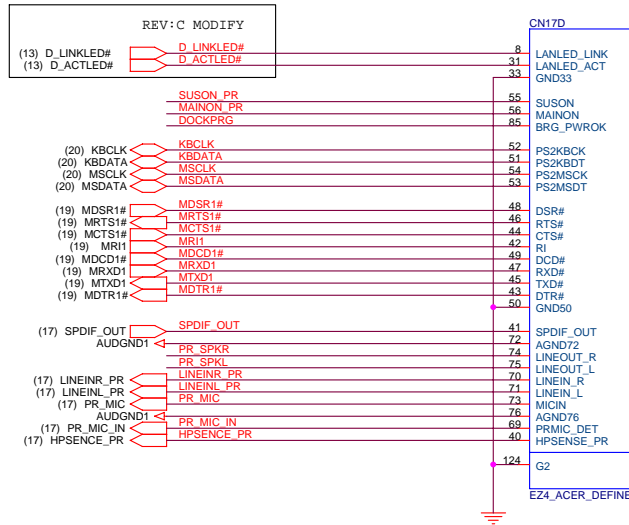 REV:C MODIFY
CN17D
(13) D_LINKLED# D_LINKLED# 8 LANLED_LINK
(13) D_ACTLED# D_ACTLED# 31 LANLED_ACT
33 GND33
SUSON_PR 55 SUSON
MAINON_PR 56 MAINON
DOCKPRG 85 BRG_PWROK
(20) KBCLK KBCLK 52 PS2KBCK
(20) KBDATA KBDATA 51 PS2KBDT
(20) MSCLK MSCLK 54 PS2MSCK
(20) MSDATA MSDATA 53 PS2MSDT
(19) MDSR1# MDSR1# 48 DSR#
(19) MRTS1# MRTS1# 46 RTS#
(19) MCTS1# MCTS1# 44 CTS#
(19) MRI1 MRI1 42 RI
(19) MDCD1# MDCD1# 49 DCD#
(19) MRXD1 MRXD1 47 RXD#
(19) MTXD1 MTXD1 45 TXD#
(19) MDTR1# MDTR1# 43 DTR#
50 GND50
(17) SPDIF_OUT SPDIF_OUT 41 SPDIF_OUT
AUDGND1 72 AGND72
PR_SPKR 74 LINEOUT_R
PR_SPKL 75 LINEOUT_L
(17) LINEINR_PR LINEINR_PR 70 LINEIN_R
(17) LINEINL_PR LINEINL_PR 71 LINEIN_L
(17) PR_MIC PR_MIC 73 MICIN
AUDGND1 76 AGND76
(17) PR_MIC_IN PR_MIC_IN 69 PRMIC_DET
(17) HPSENCE_PR HPSENCE_PR 40 HPSENSE_PR
124 G2
EZ4_ACER_DEFINE